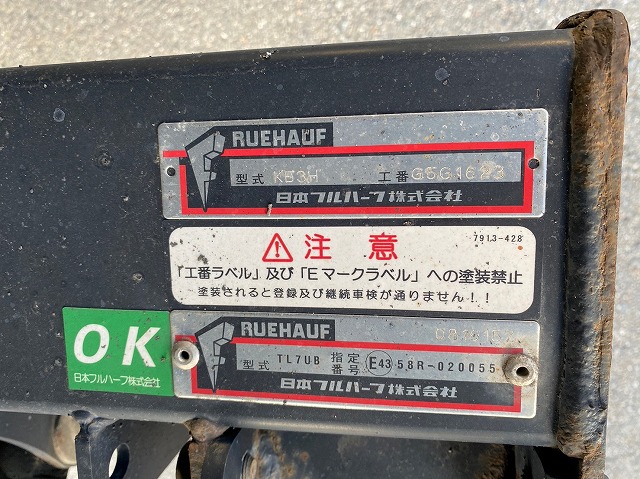 RUEHAUF
型式 K53H 工番 G5G1623
日本フルハーフ株式会社
注意
7913-428
「工番ラベル」及び「Eマークラベル」への塗装禁止
塗装されると登録及び継続車検が通りません!!
OK
日本フルハーフ株式会社
RUEHAUF
TL7UB 指定番号 E43 58R-020055
日本フルハーフ株式会社